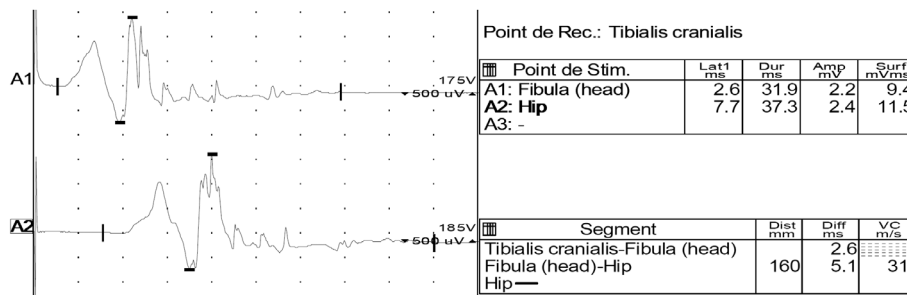 A1
175V
500 uV
A2
185V
500 uV
Point de Rec.: Tibialis cranialis
Point de Stim. Lat1 ms Dur ms Amp mV Surf mVms
A1: Fibula (head) 2.6 31.9 2.2 9.4
A2: Hip 7.7 37.3 2.4 11.5
A3: -
Segment Dist mm Diff ms VC m/s
Tibialis cranialis-Fibula (head) 2.6
Fibula (head)-Hip 160 5.1 31
Hip